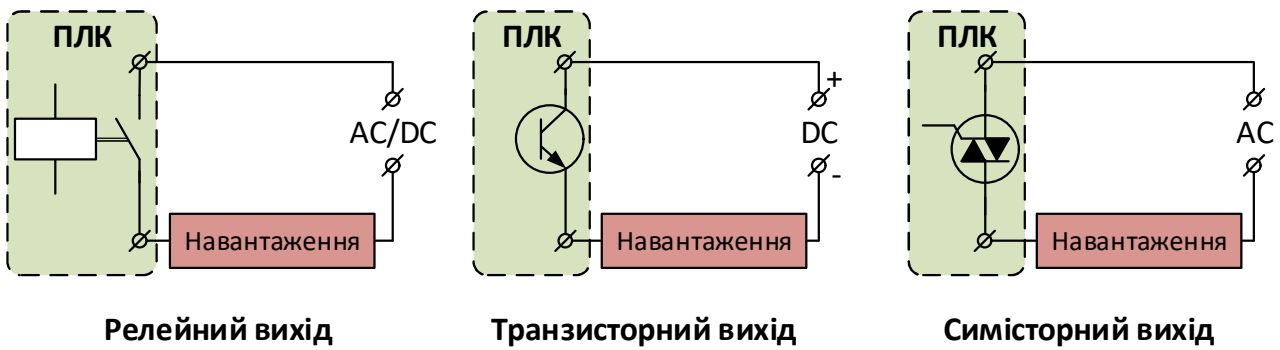 ПЛК
AC/DC
Навантаження
Релейний вихід
ПЛК
+
DC
-
Навантаження
Транзисторний вихід
ПЛК
AC
Навантаження
Симісторний вихід